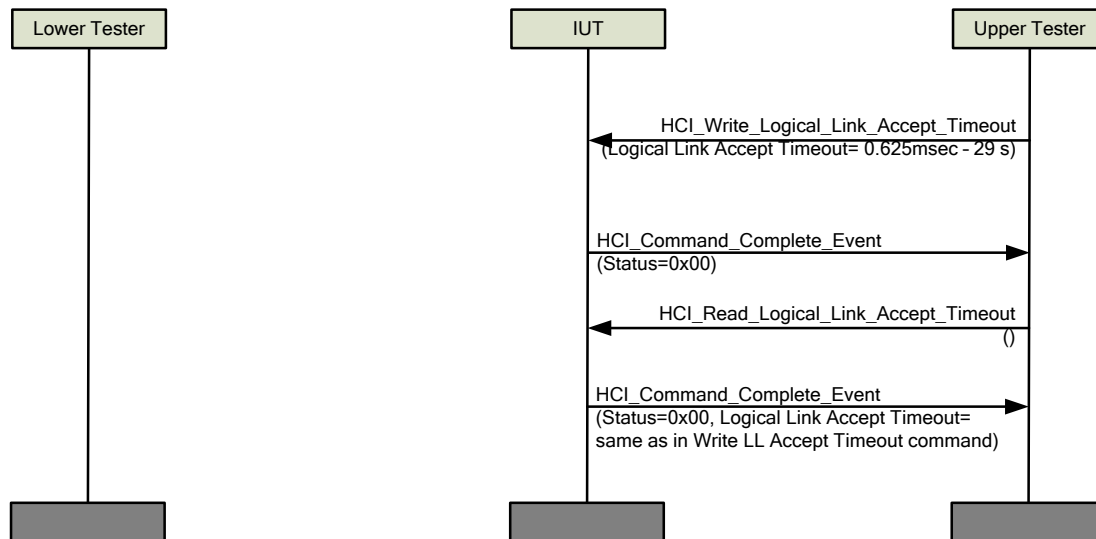 Lower Tester
IUT
Upper Tester
HCI_Write_Logical_Link_Accept_Timeout
(Logical Link Accept Timeout= 0.625msec – 29 s)
HCI_Command_Complete_Event
(Status=0x00)
HCI_Read_Logical_Link_Accept_Timeout
()
HCI_Command_Complete_Event
(Status=0x00, Logical Link Accept Timeout=
same as in Write LL Accept Timeout command)